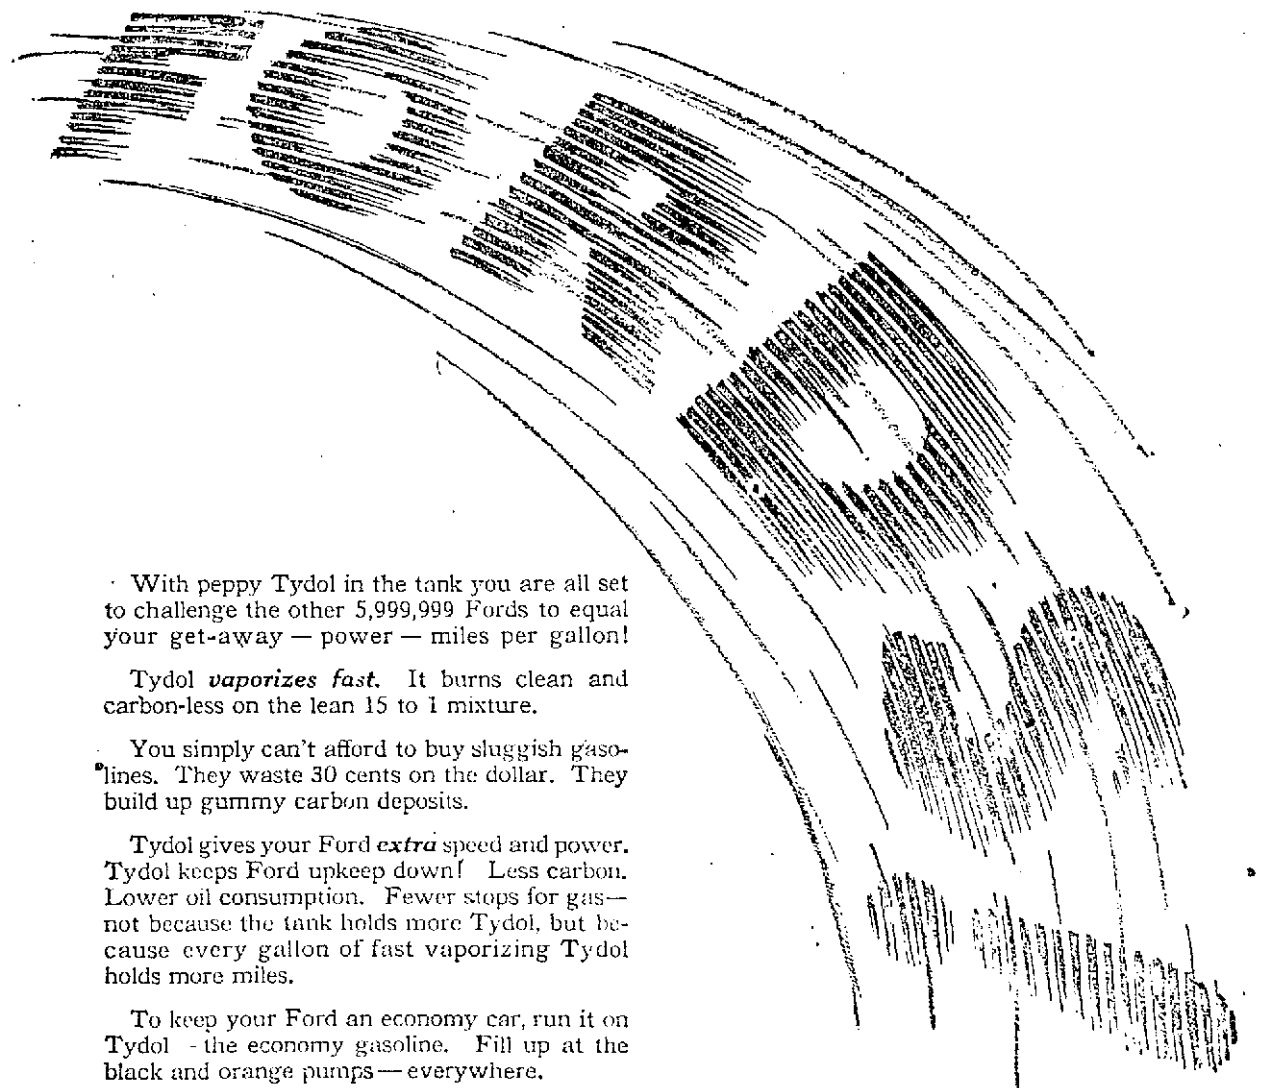 FORDS!
With peppy Tydol in the tank you are all set
to challenge the other 5,999,999 Fords to equal
your get-away — power — miles per gallon!
Tydol vaporizes fast. It burns clean and
carbon-less on the lean 15 to 1 mixture.
You simply can't afford to buy sluggish gaso-
lines. They waste 30 cents on the dollar. They
build up gummy carbon deposits.
Tydol gives your Ford extra speed and power.
Tydol keeps Ford upkeep down! Less carbon.
Lower oil consumption. Fewer stops for gas—
not because the tank holds more Tydol, but be-
cause every gallon of fast vaporizing Tydol
holds more miles.
To keep your Ford an economy car, run it on
Tydol - the economy gasoline. Fill up at the
black and orange pumps — everywhere.